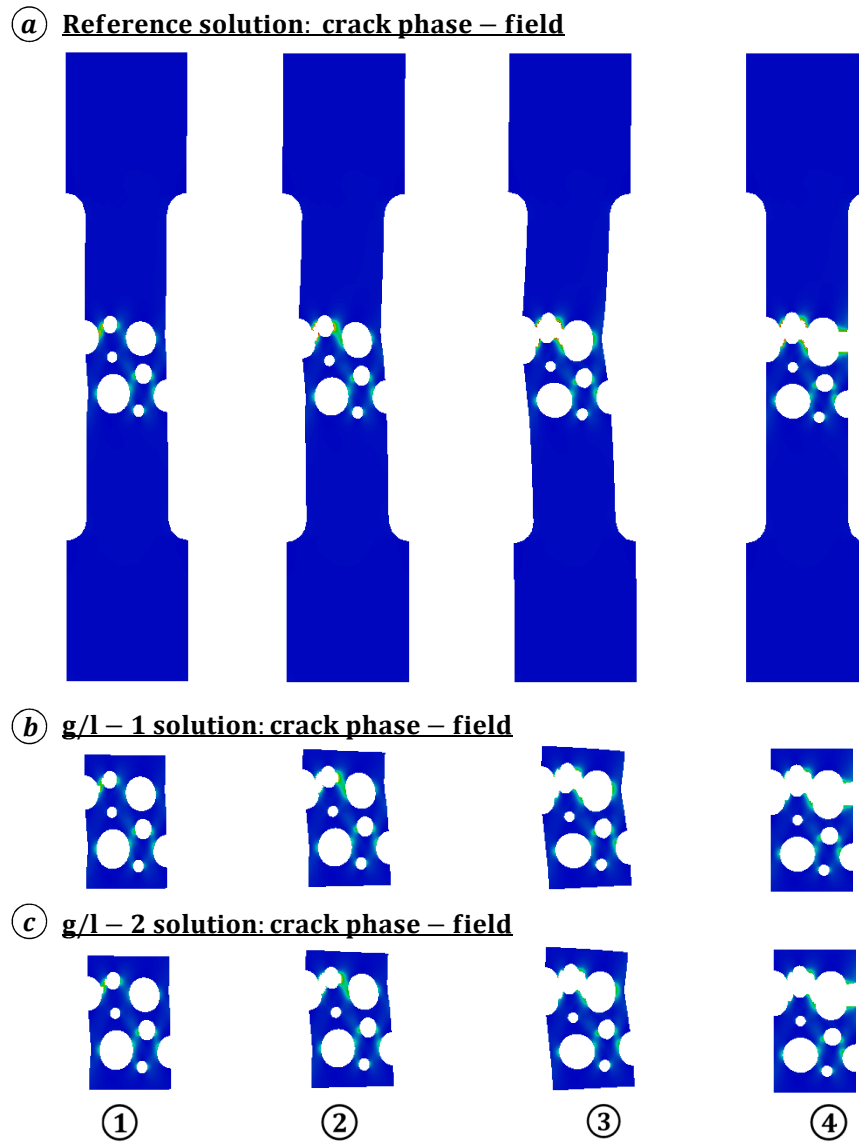 a Reference solution: crack phase − field
b g/l − 1 solution: crack phase − field
c g/l − 2 solution: crack phase − field
1 2 3 4